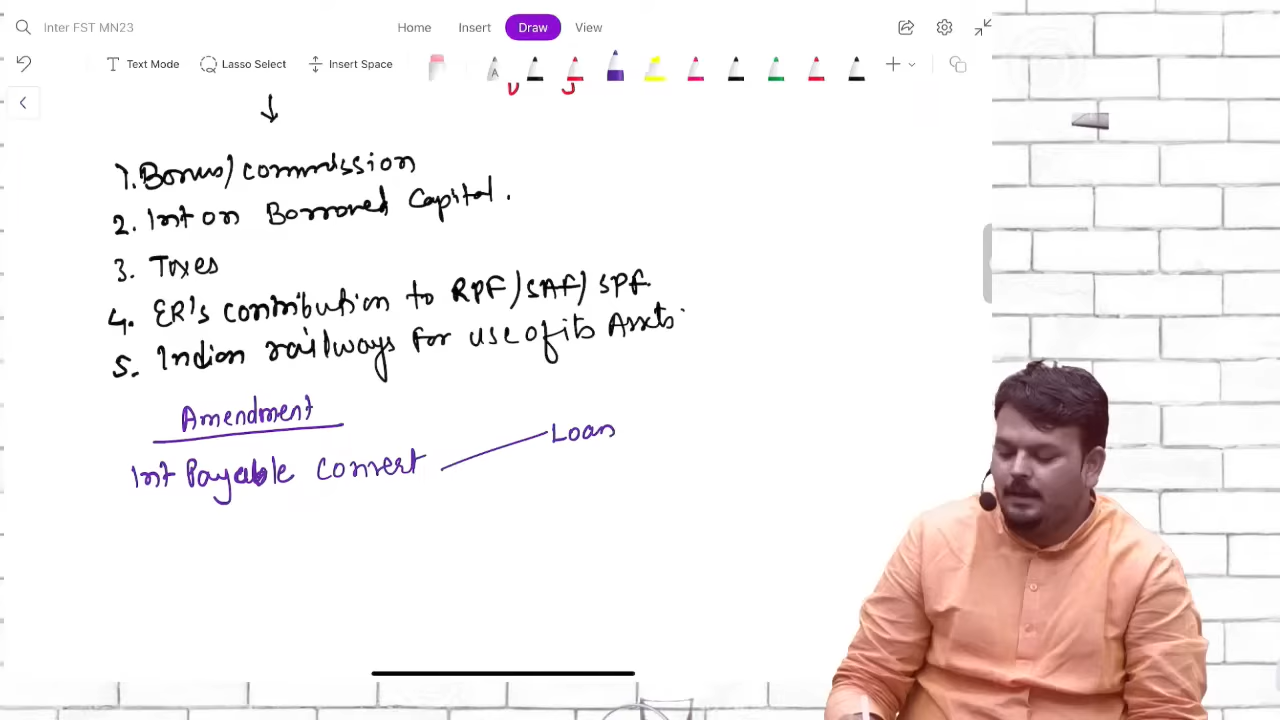 Inter FST MN23
Home Insert Draw View
Text Mode Lasso Select Insert Space
1. Bonus/commission
2. Int on Borrowed Capital.
3. Taxes
4. ER's contribution to RPF/SAF/SPF.
5. Indian railways for use of its Assets.
Amendment
Int Payable Convert
Loan